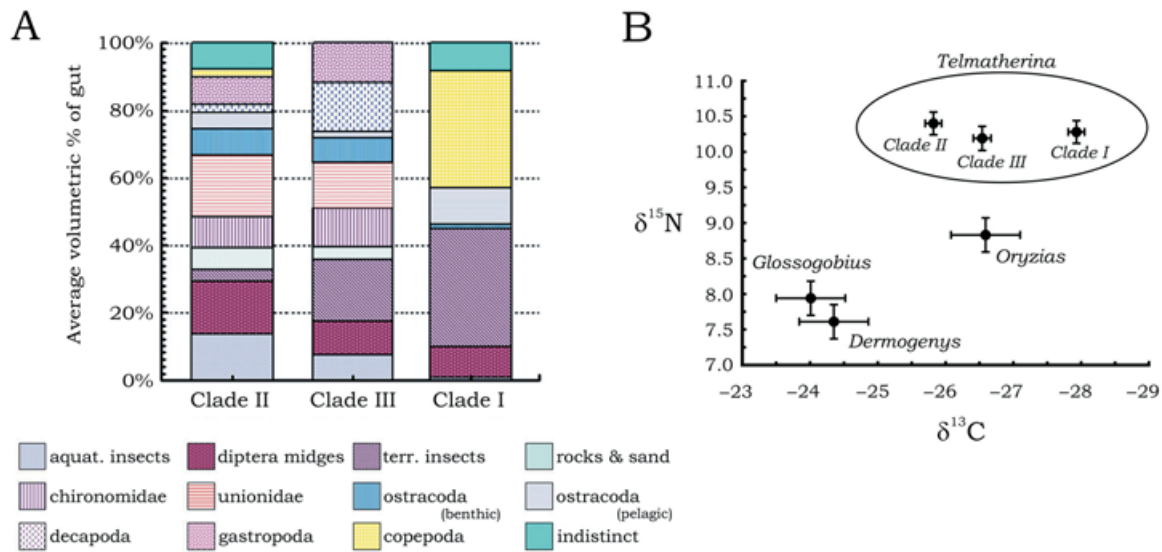 A
Average volumetric % of gut
100%
80%
60%
40%
20%
0%
Clade II Clade III Clade I
aquat. insects diptera midges terr. insects rocks & sand
chironomidae unionidae ostracoda (benthic) ostracoda (pelagic)
decapoda gastropoda copepoda indistinct
B
Telmatherina
11.0
10.5
10.0
9.5
9.0
8.5
8.0
7.5
7.0
δ15N
Clade II
Clade III
Clade I
Oryzias
Glossogobius
Dermogenys
−23 −24 −25 −26 −27 −28 −29
δ13C